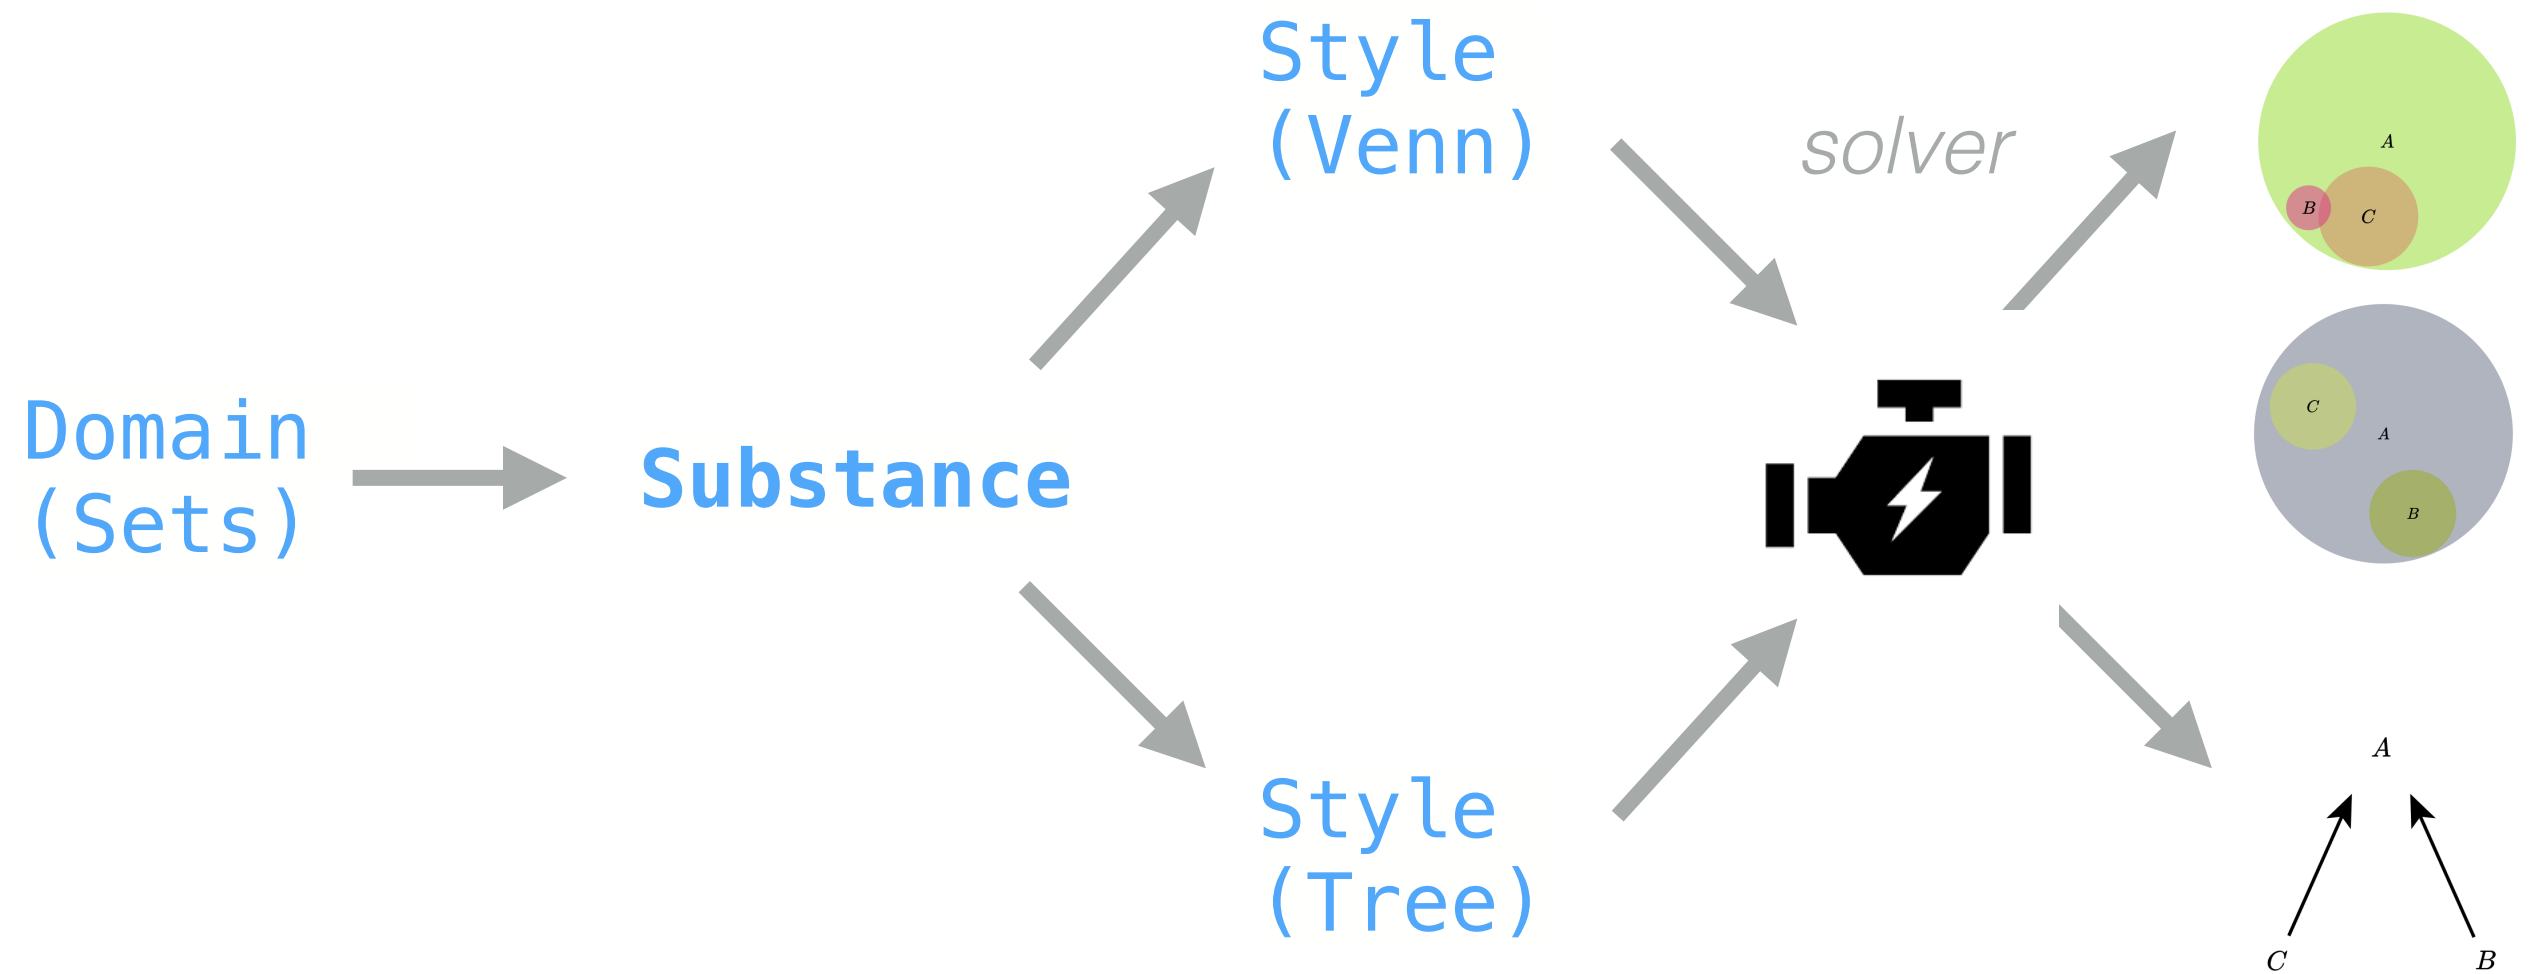 Domain
(Sets)
Substance
Style
(Venn)
Style
(Tree)
solver
A
B
C
C
A
B
A
C
B